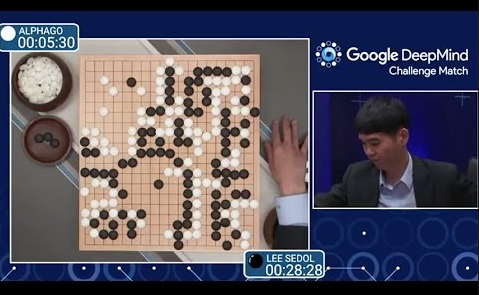 ALPHAGO
00:05:30
Google DeepMind
Challenge Match
LEE SEDOL
00:28:28